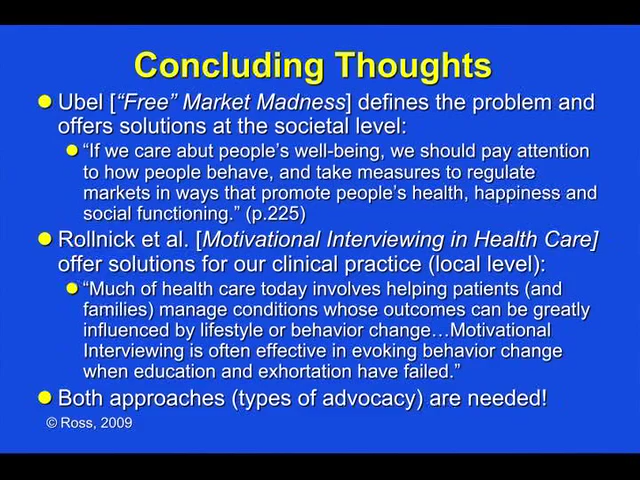 Concluding Thoughts
Ubel [“Free” Market Madness] defines the problem and
offers solutions at the societal level:
“If we care abut people’s well-being, we should pay attention
to how people behave, and take measures to regulate
markets in ways that promote people’s health, happiness and
social functioning.” (p.225)
Rollnick et al. [Motivational Interviewing in Health Care]
offer solutions for our clinical practice (local level):
“Much of health care today involves helping patients (and
families) manage conditions whose outcomes can be greatly
influenced by lifestyle or behavior change…Motivational
Interviewing is often effective in evoking behavior change
when education and exhortation have failed.”
Both approaches (types of advocacy) are needed!
© Ross, 2009